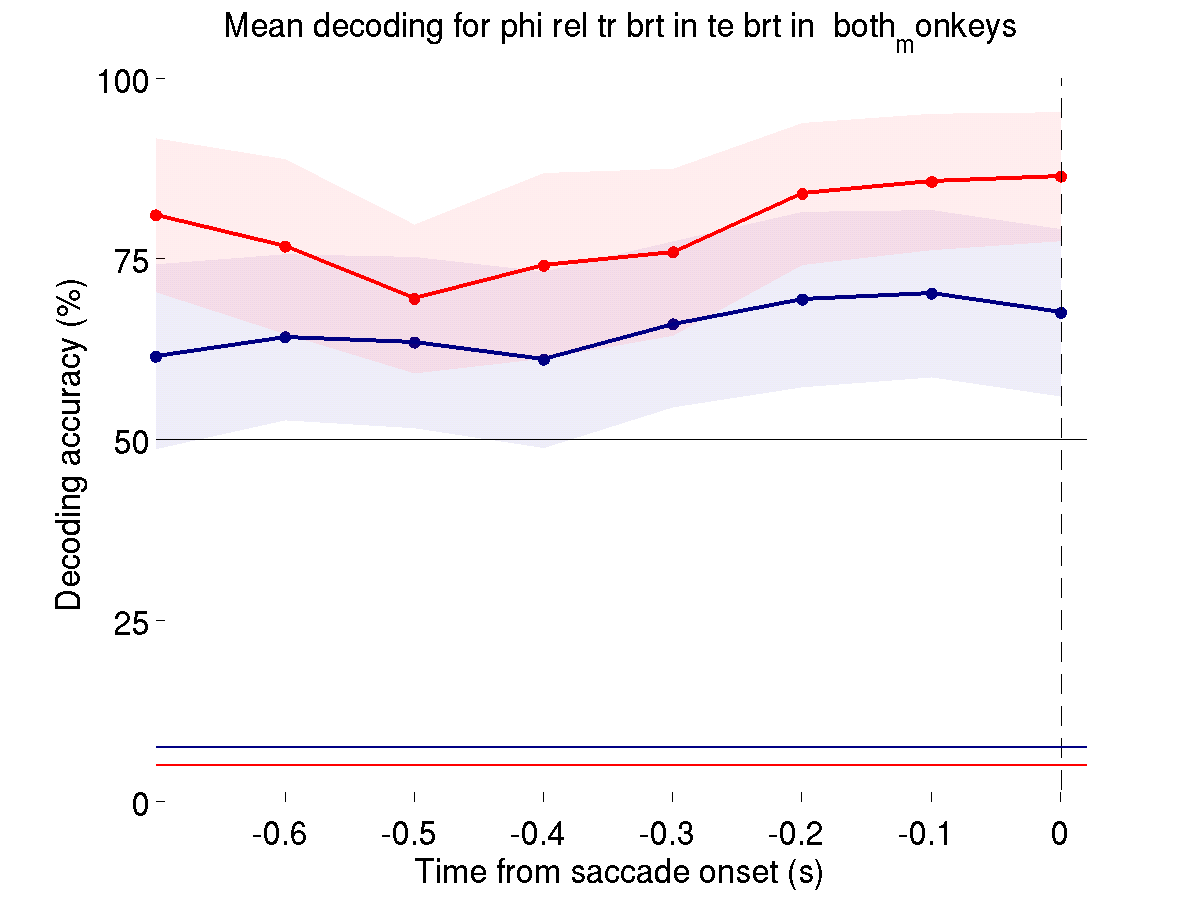 Mean decoding for phi rel tr brt in te brt in both_monkeys
100
75
50
25
0
Decoding accuracy (%)
-0.6 -0.5 -0.4 -0.3 -0.2 -0.1 0
Time from saccade onset (s)